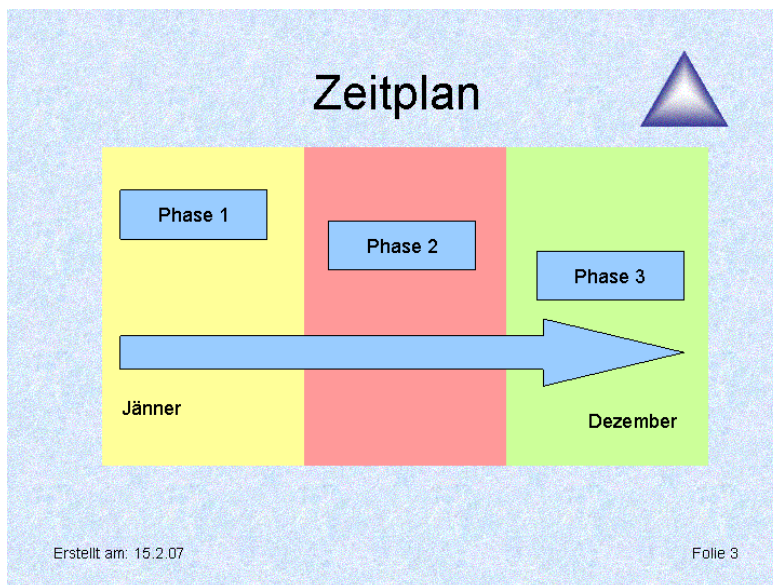 Zeitplan
Phase 1
Phase 2
Phase 3
Jänner
Dezember
Erstellt am: 15.2.07
Folie 3